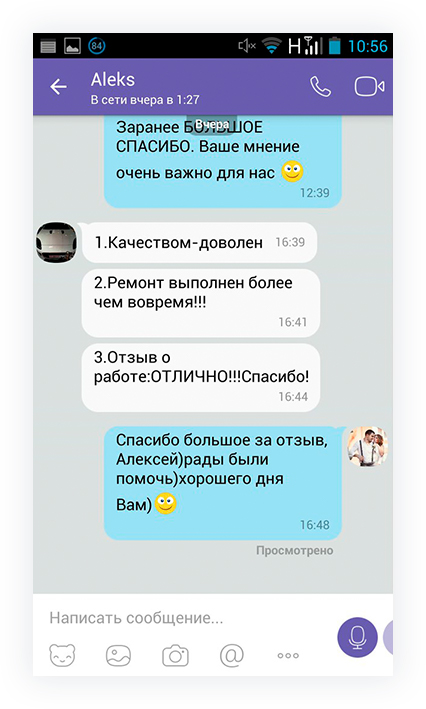 84
H
10:56
Aleks
В сети вчера в 1:27
Вчера
Заранее БОЛЬШОЕ
СПАСИБО. Ваше мнение
очень важно для нас
12:39
1.Качеством-доволен 16:39
2.Ремонт выполнен более
чем вовремя!!!
16:41
3.Отзыв о
работе:ОТЛИЧНО!!!Спасибо!
16:44
Спасибо большое за отзыв,
Алексей)рады были
помочь)хорошего дня
Вам)
16:48
Просмотрено
Написать сообщение...
@